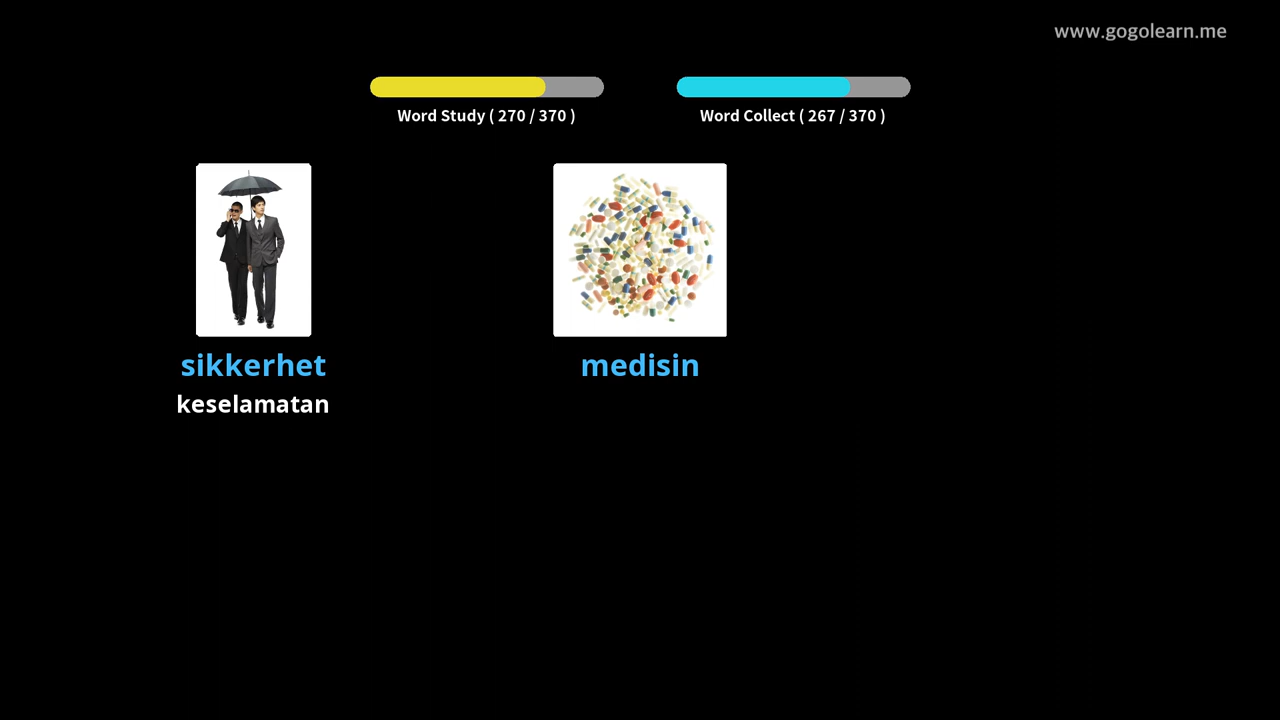 www.gogolearn.me
Word Study ( 270 / 370 )
Word Collect ( 267 / 370 )
sikkerhet
keselamatan
medisin